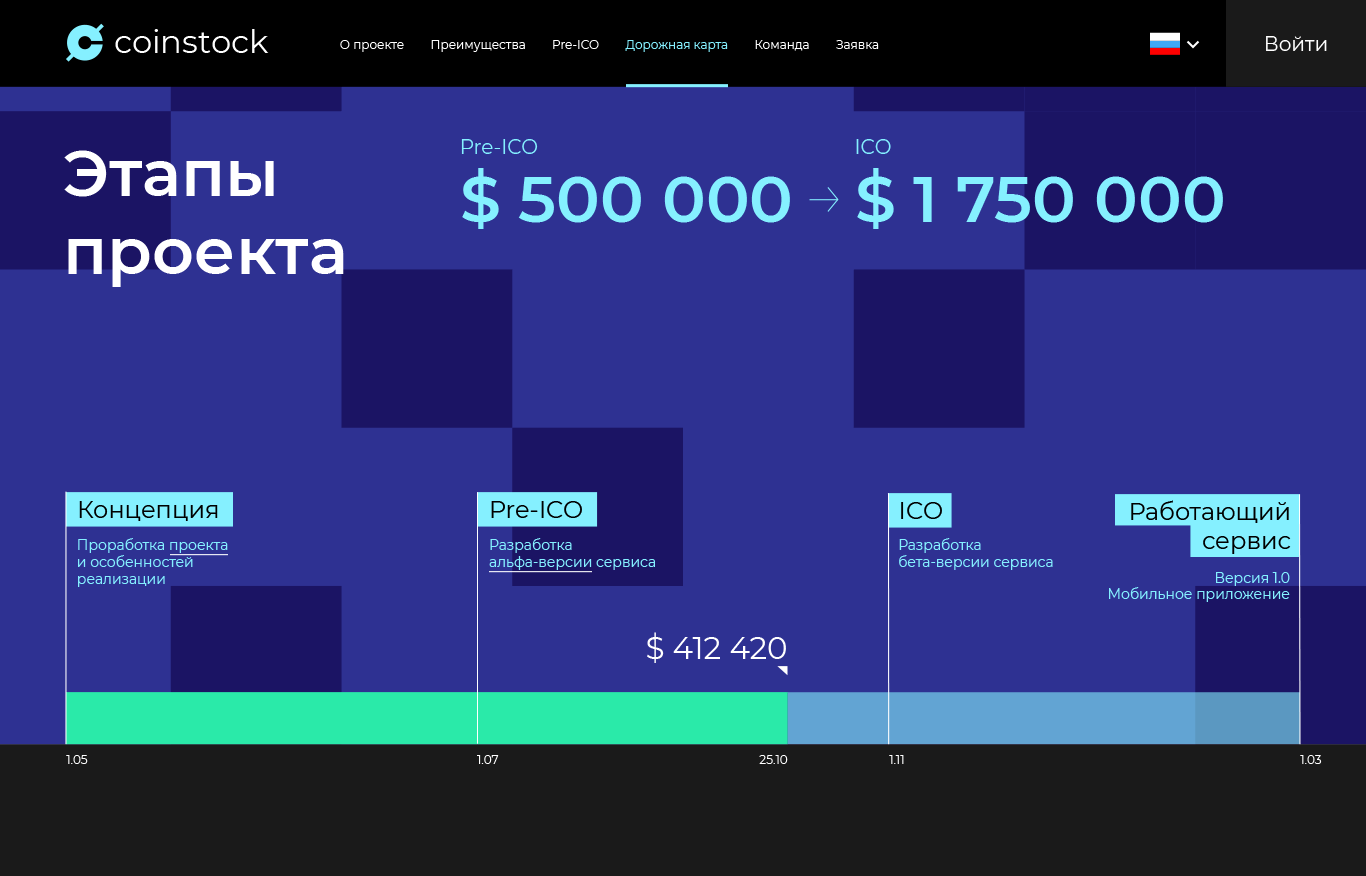 coinstock
О проекте
Преимущества
Pre-ICO
Дорожная карта
Команда
Заявка
Войти
Этапы
проекта
Pre-ICO
$ 500 000
ICO
$ 1 750 000
Концепция
Проработка проекта
и особенностей
реализации
Pre-ICO
Разработка
альфа-версии сервиса
ICO
Разработка
бета-версии сервиса
Работающий
сервис
Версия 1.0
Мобильное приложение
$ 412 420
1.05
1.07
25.10
1.11
1.03